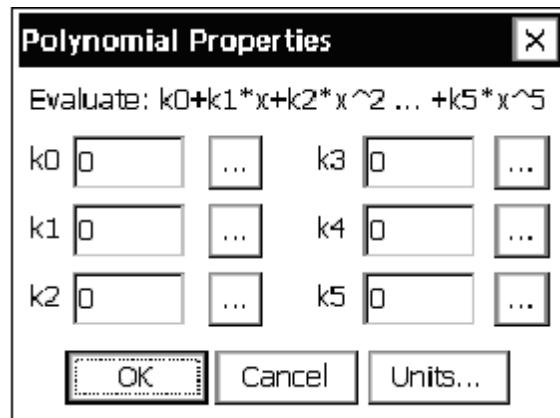 Polynomial Properties
Evaluate: k0+k1*x+k2*x^2 ... +k5*x^5
k0 0 ... k3 0 ...
k1 0 ... k4 0 ...
k2 0 ... k5 0 ...
OK Cancel Units...